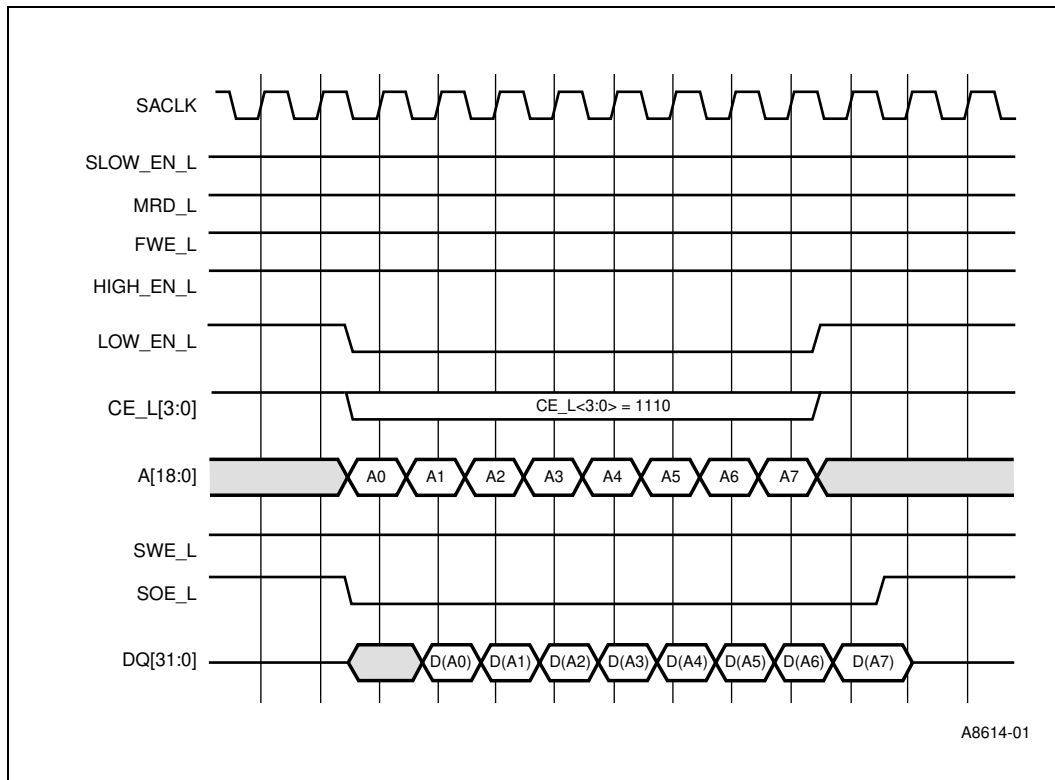 SACLK
SLOW_EN_L
MRD_L
FWE_L
HIGH_EN_L
LOW_EN_L
CE_L[3:0] CE_L<3:0> = 1110
A[18:0] A0 A1 A2 A3 A4 A5 A6 A7
SWE_L
SOE_L
DQ[31:0] D(A0) D(A1) D(A2) D(A3) D(A4) D(A5) D(A6) D(A7)
A8614-01